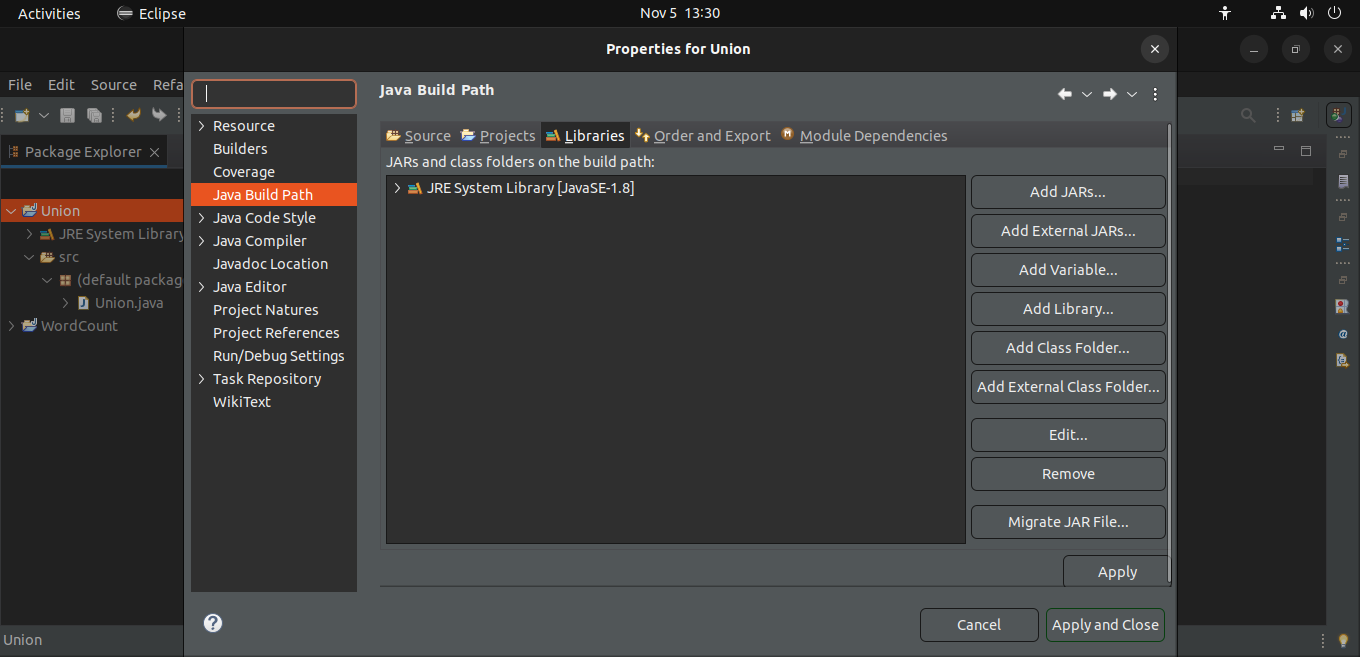 Activities Eclipse Nov 5 13:30
Properties for Union
File Edit Source Refa
Package Explorer
Union
JRE System Library
src
(default packag
Union.java
WordCount
Resource
Builders
Coverage
Java Build Path
Java Code Style
Java Compiler
Javadoc Location
Java Editor
Project Natures
Project References
Run/Debug Settings
Task Repository
WikiText
Java Build Path
Source Projects Libraries Order and Export Module Dependencies
JARs and class folders on the build path:
JRE System Library [JavaSE-1.8]
Add JARs...
Add External JARs...
Add Variable...
Add Library...
Add Class Folder...
Add External Class Folder...
Edit...
Remove
Migrate JAR File...
Apply
Cancel Apply and Close
Union